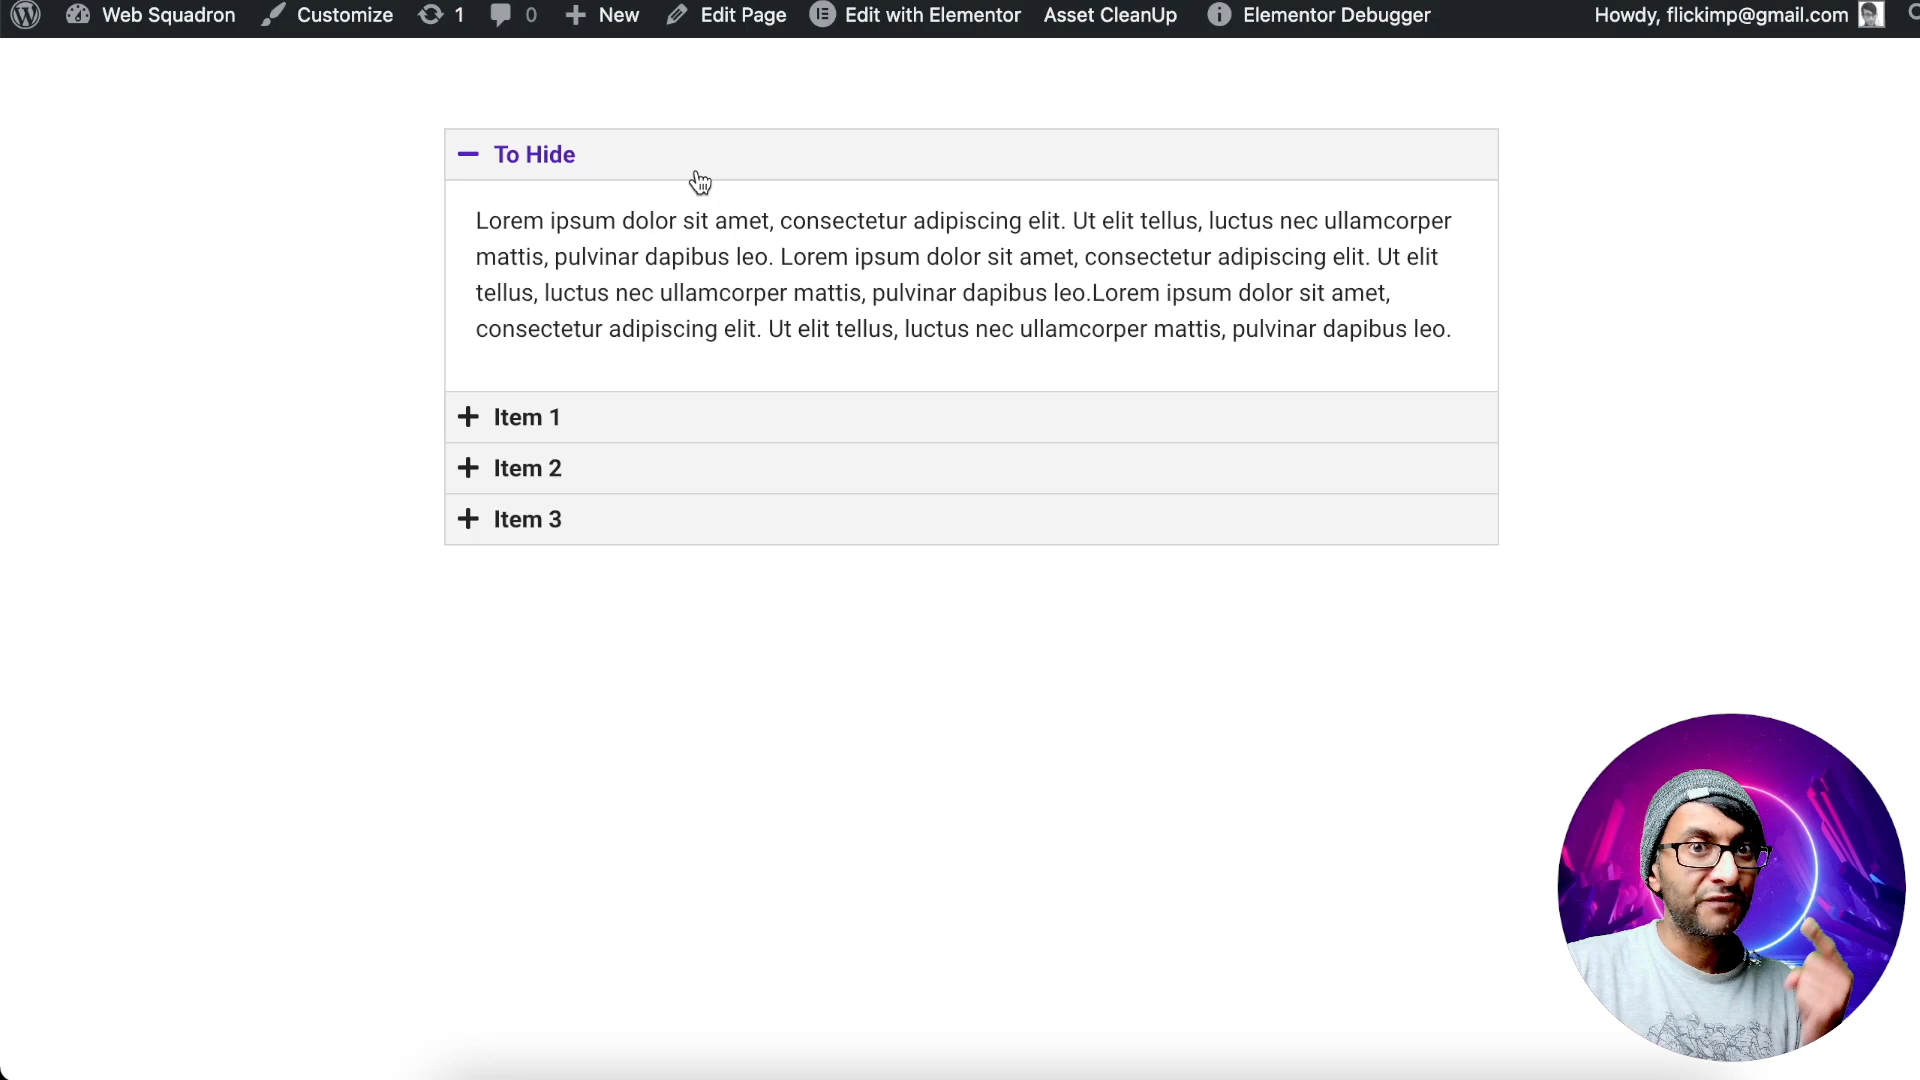 Web Squadron Customize 1 0 New Edit Page Edit with Elementor Asset CleanUp Elementor Debugger Howdy, flickimp@gmail.com
To Hide
Lorem ipsum dolor sit amet, consectetur adipiscing elit. Ut elit tellus, luctus nec ullamcorper
mattis, pulvinar dapibus leo. Lorem ipsum dolor sit amet, consectetur adipiscing elit. Ut elit
tellus, luctus nec ullamcorper mattis, pulvinar dapibus leo.Lorem ipsum dolor sit amet,
consectetur adipiscing elit. Ut elit tellus, luctus nec ullamcorper mattis, pulvinar dapibus leo.
Item 1
Item 2
Item 3